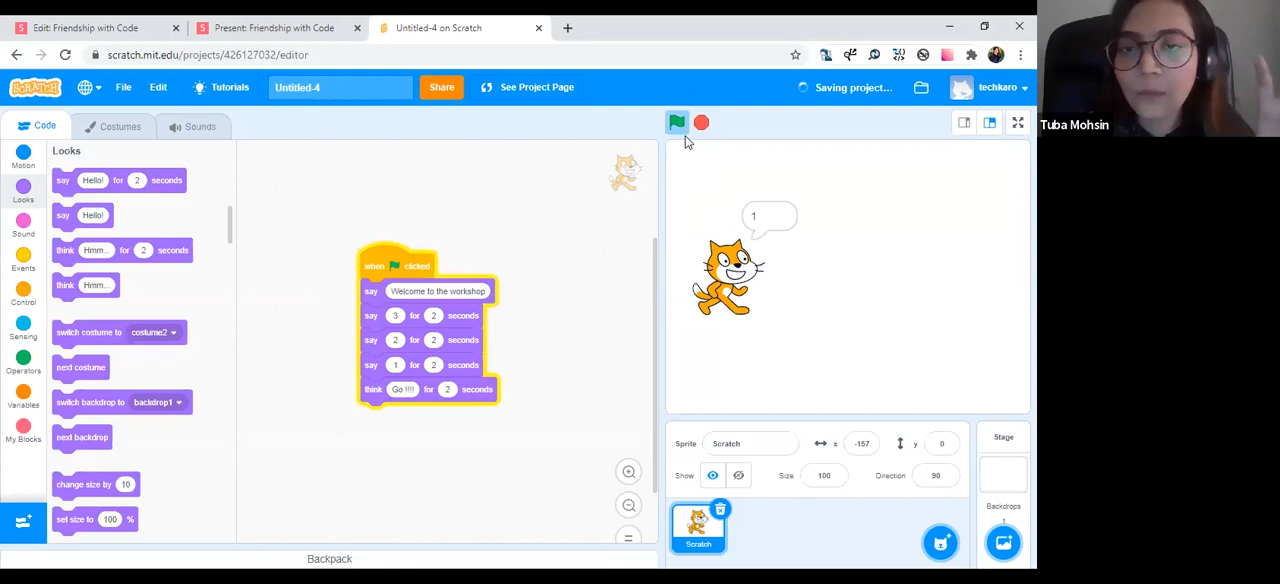 Edit: Friendship with Code
Present: Friendship with Code
Untitled-4 on Scratch
scratch.mit.edu/projects/426127032/editor
Tuba Mohsin
SCRATCH
File
Edit
Tutorials
Untitled-4
Share
See Project Page
Saving project...
techkaro
Code
Costumes
Sounds
Motion
Looks
Sound
Events
Control
Sensing
Operators
Variables
My Blocks
Looks
say Hello! for 2 seconds
say Hello!
think Hmm... for 2 seconds
think Hmm...
switch costume to costume2
next costume
switch backdrop to backdrop1
next backdrop
change size by 10
set size to 100 %
when clicked
say Welcome to the workshop
say 3 for 2 seconds
say 2 for 2 seconds
say 1 for 2 seconds
think Go !!!! for 2 seconds
1
Sprite Scratch x -157 y 0
Show Size 100 Direction 90
Scratch
Stage
Backdrops
1
Backpack